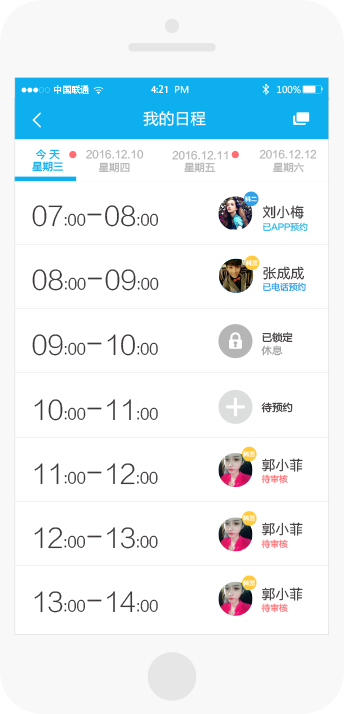 中国联通 4:21 PM 100%
我的日程
今天 2016.12.10 2016.12.11 2016.12.12
星期三 星期四 星期五 星期六
07:00-08:00 刘小梅
已APP预约
08:00-09:00 张成成
已电话预约
09:00-10:00 已锁定
休息
10:00-11:00 待预约
11:00-12:00 郭小菲
待审核
12:00-13:00 郭小菲
待审核
13:00-14:00 郭小菲
待审核